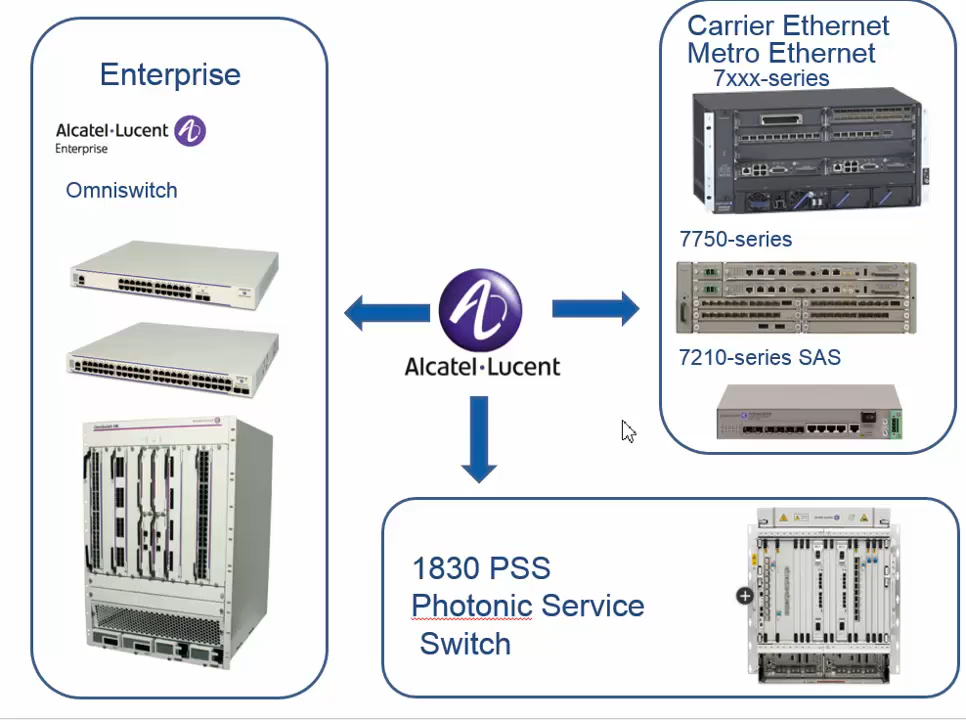 Enterprise
Alcatel·Lucent
Enterprise
Omniswitch
Alcatel·Lucent
Carrier Ethernet
Metro Ethernet
7xxx-series
7750-series
7210-series SAS
1830 PSS
Photonic Service
Switch